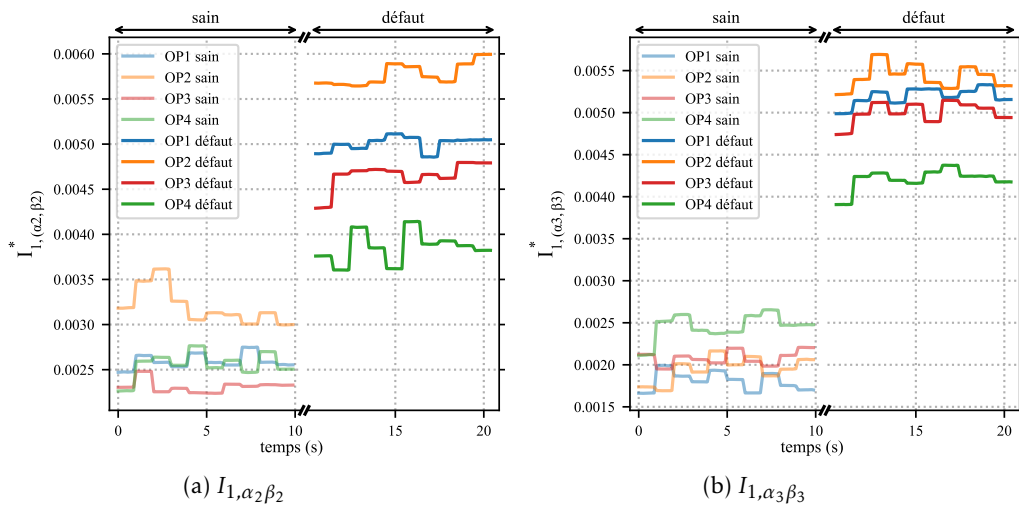 sain
défaut
0.0060
0.0055
0.0050
0.0045
0.0040
0.0035
0.0030
0.0025
I*1,(α2, β2)
OP1 sain
OP2 sain
OP3 sain
OP4 sain
OP1 défaut
OP2 défaut
OP3 défaut
OP4 défaut
0 5 10 15 20
temps (s)
(a) I1,α2β2
sain
défaut
0.0055
0.0050
0.0045
0.0040
0.0035
0.0030
0.0025
0.0020
0.0015
I*1,(α3, β3)
OP1 sain
OP2 sain
OP3 sain
OP4 sain
OP1 défaut
OP2 défaut
OP3 défaut
OP4 défaut
0 5 10 15 20
temps (s)
(b) I1,α3β3